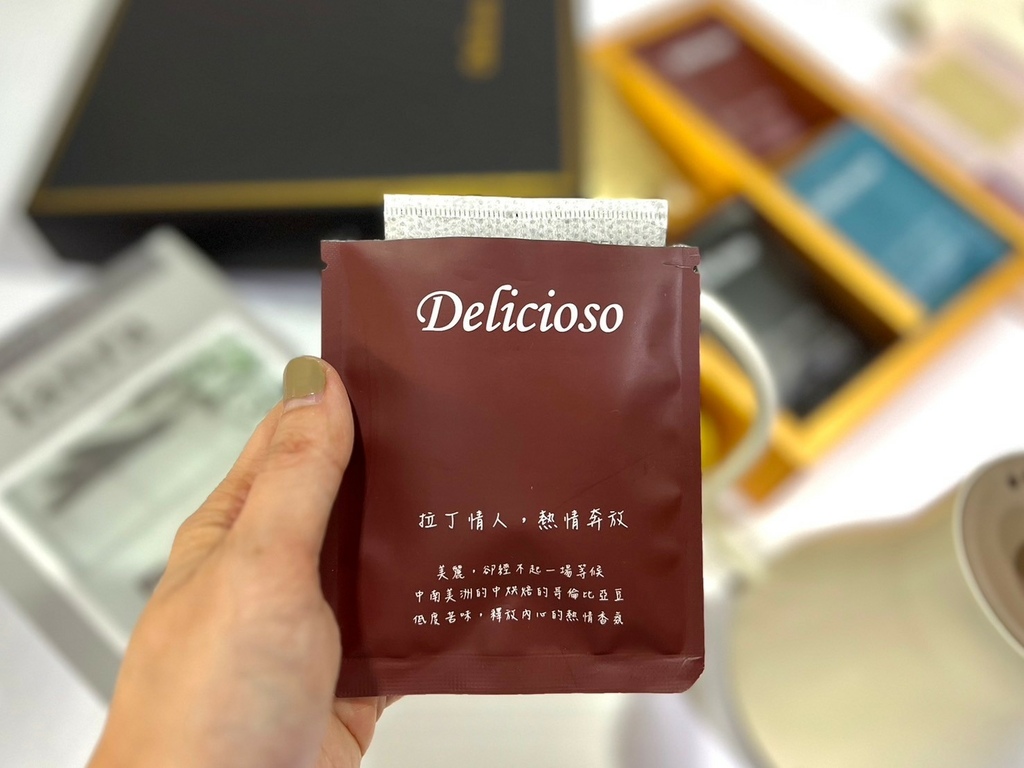 Delicioso
拉丁情人，熱情奔放
美麗，卻經不起一場等候
中南美洲的中烘焙的哥倫比亞豆
低度苦味，釋放內心的熱情香氣